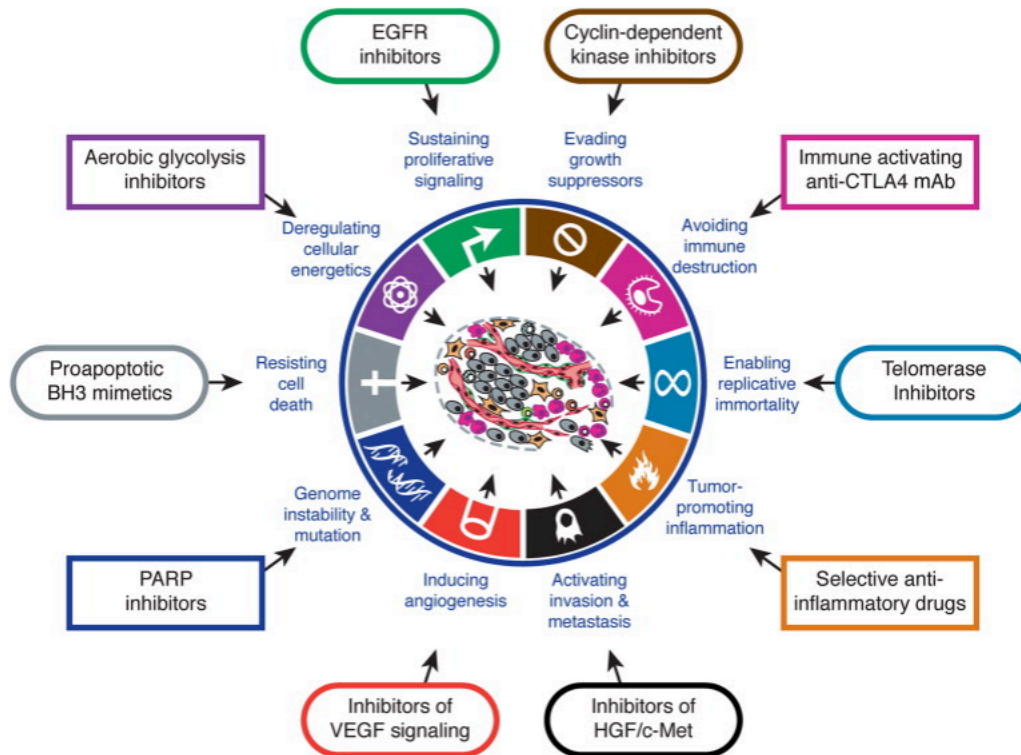 EGFR
inhibitors
Cyclin-dependent
kinase inhibitors
Aerobic glycolysis
inhibitors
Sustaining
proliferative
signaling
Evading
growth
suppressors
Immune activating
anti-CTLA4 mAb
Deregulating
cellular
energetics
Avoiding
immune
destruction
Proapoptotic
BH3 mimetics
Resisting
cell
death
Enabling
replicative
immortality
Telomerase
Inhibitors
Genome
instability &
mutation
Tumor-
promoting
inflammation
PARP
inhibitors
Inducing
angiogenesis
Activating
invasion &
metastasis
Selective anti-
inflammatory drugs
Inhibitors of
VEGF signaling
Inhibitors of
HGF/c-Met